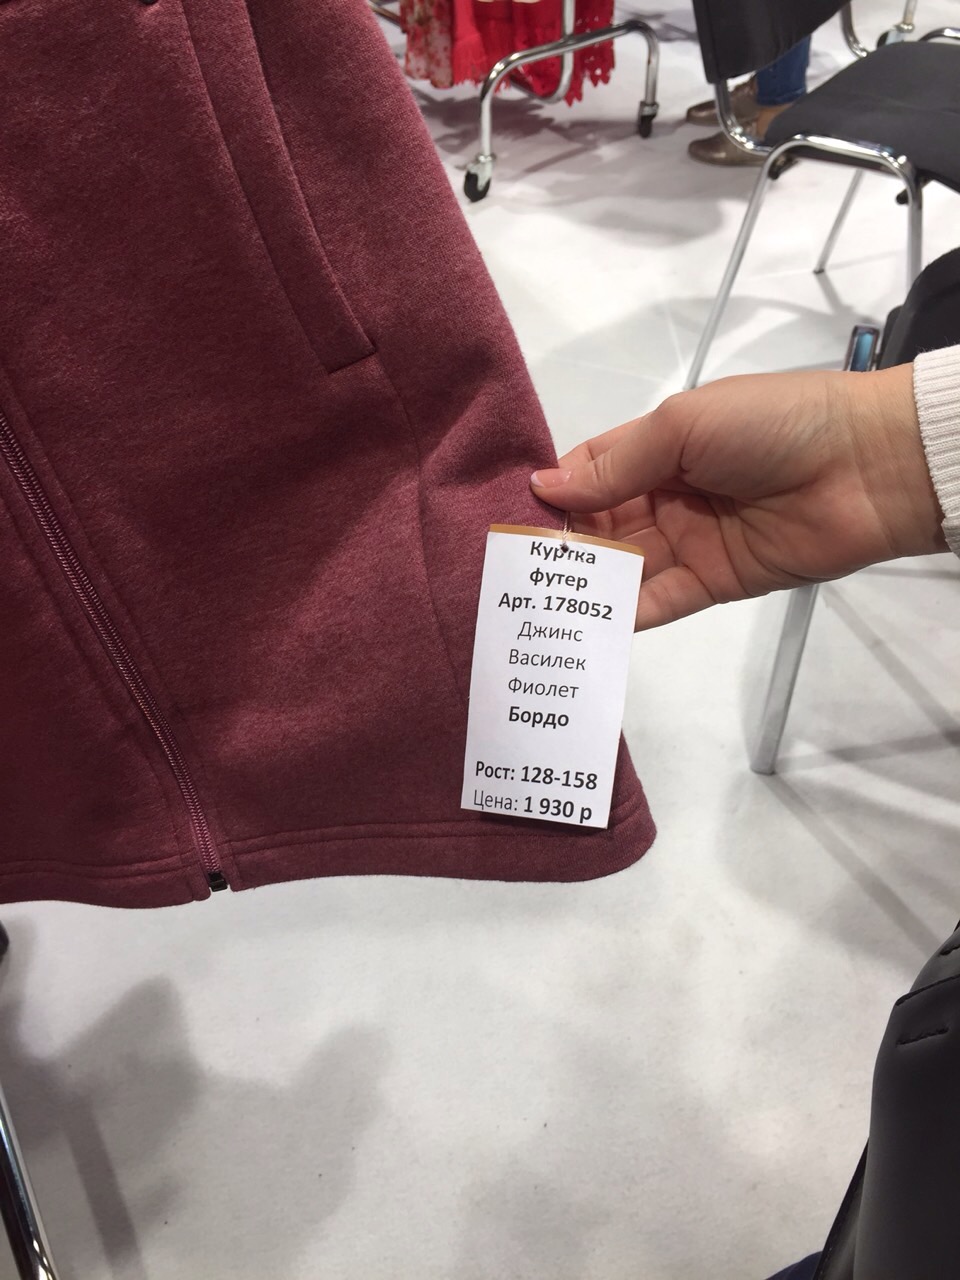 Куртка
футер
Арт. 178052
Джинс
Василек
Фиолет
Бордо
Рост: 128-158
Цена: 1 930 р